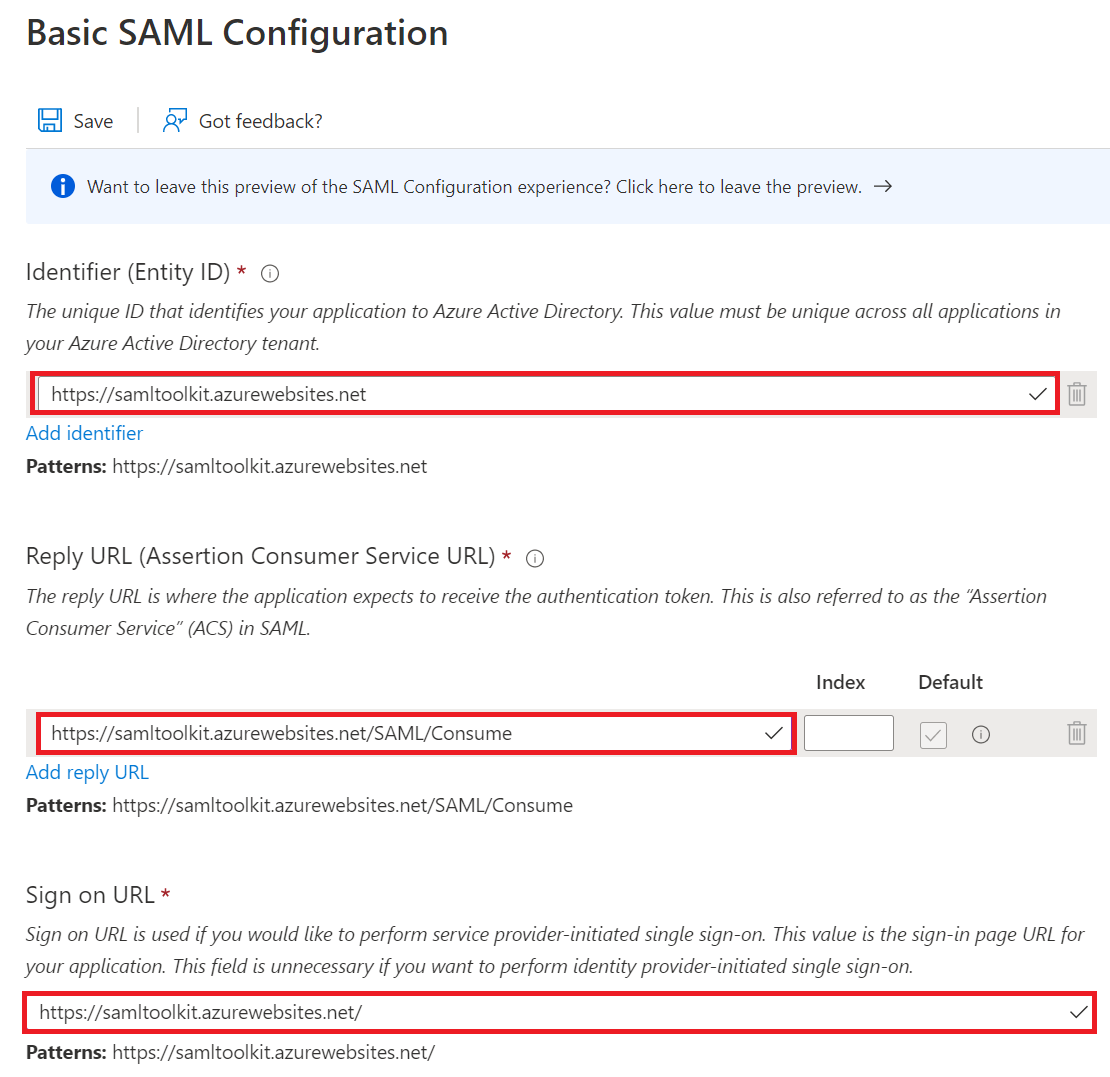 Basic SAML Configuration
Save
Got feedback?
Want to leave this preview of the SAML Configuration experience? Click here to leave the preview. →
Identifier (Entity ID) *
The unique ID that identifies your application to Azure Active Directory. This value must be unique across all applications in
your Azure Active Directory tenant.
https://samltoolkit.azurewebsites.net
Add identifier
Patterns: https://samltoolkit.azurewebsites.net
Reply URL (Assertion Consumer Service URL) *
The reply URL is where the application expects to receive the authentication token. This is also referred to as the “Assertion
Consumer Service” (ACS) in SAML.
Index Default
https://samltoolkit.azurewebsites.net/SAML/Consume
Add reply URL
Patterns: https://samltoolkit.azurewebsites.net/SAML/Consume
Sign on URL *
Sign on URL is used if you would like to perform service provider-initiated single sign-on. This value is the sign-in page URL for
your application. This field is unnecessary if you want to perform identity provider-initiated single sign-on.
https://samltoolkit.azurewebsites.net/
Patterns: https://samltoolkit.azurewebsites.net/